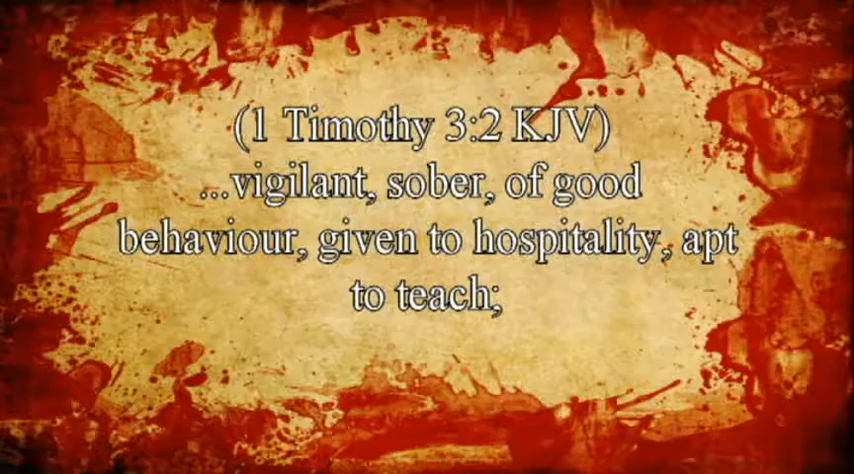 (1 Timothy 3:2 KJV)
...vigilant, sober, of good
behaviour, given to hospitality, apt
to teach;